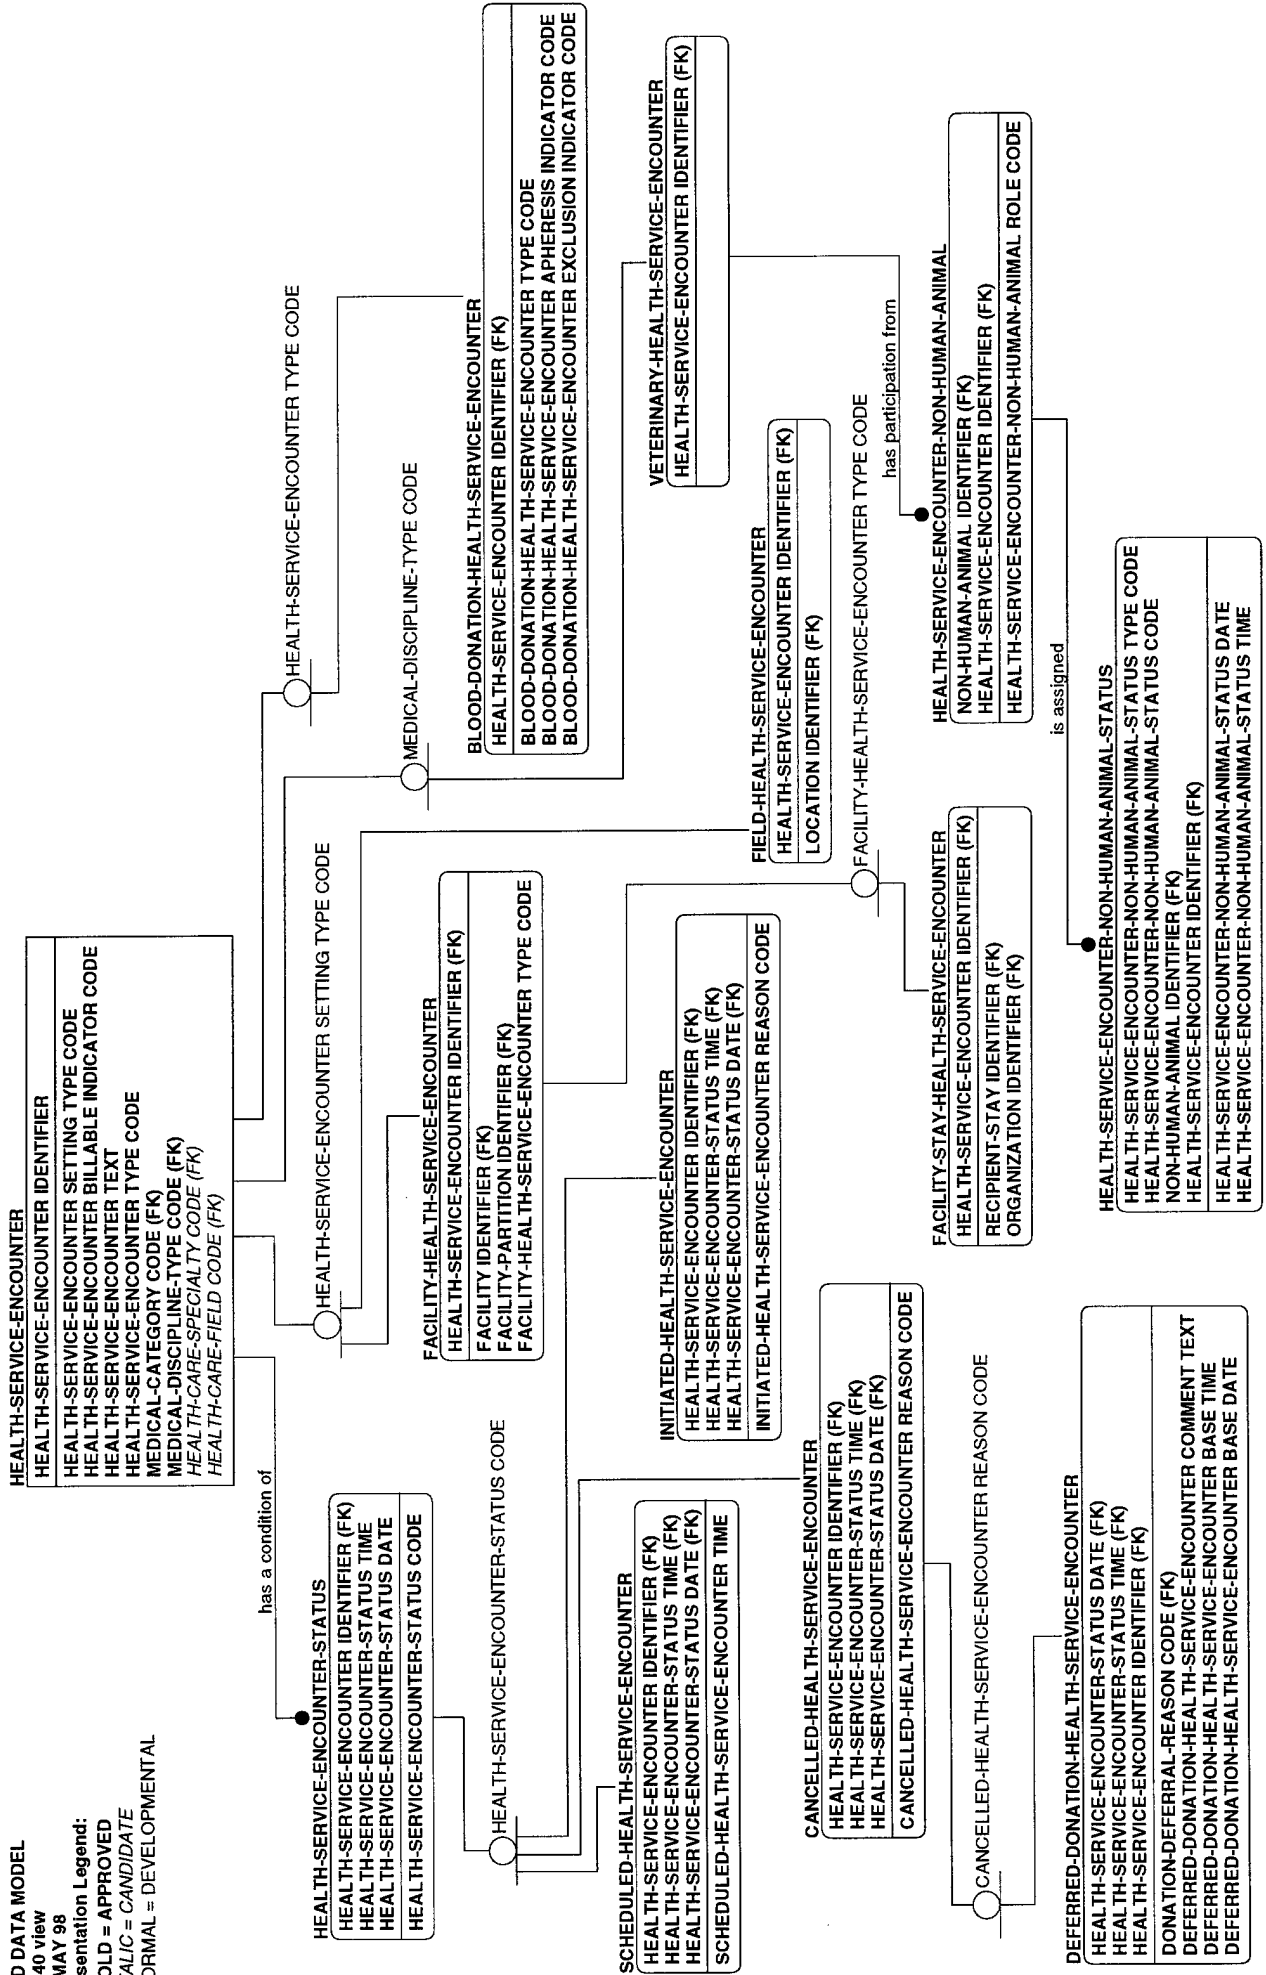 D DATA MODEL
40 view
MAY 98
sentation Legend:
OLD = APPROVED
TALIC = CANDIDATE
ORMAL = DEVELOPMENTAL
HEALTH-SERVICE-ENCOUNTER
HEALTH-SERVICE-ENCOUNTER IDENTIFIER
HEALTH-SERVICE-ENCOUNTER SETTING TYPE CODE
HEALTH-SERVICE-ENCOUNTER BILLABLE INDICATOR CODE
HEALTH-SERVICE-ENCOUNTER TEXT
HEALTH-SERVICE-ENCOUNTER TYPE CODE
MEDICAL-CATEGORY CODE (FK)
MEDICAL-DISCIPLINE-TYPE CODE (FK)
HEALTH-CARE-SPECIALTY CODE (FK)
HEALTH-CARE-FIELD CODE (FK)
has a condition of
HEALTH-SERVICE-ENCOUNTER-STATUS
HEALTH-SERVICE-ENCOUNTER IDENTIFIER (FK)
HEALTH-SERVICE-ENCOUNTER-STATUS TIME
HEALTH-SERVICE-ENCOUNTER-STATUS DATE
HEALTH-SERVICE-ENCOUNTER-STATUS CODE
HEALTH-SERVICE-ENCOUNTER SETTING TYPE CODE
HEALTH-SERVICE-ENCOUNTER TYPE CODE
MEDICAL-DISCIPLINE-TYPE CODE
FACILITY-HEALTH-SERVICE-ENCOUNTER
HEALTH-SERVICE-ENCOUNTER IDENTIFIER (FK)
FACILITY IDENTIFIER (FK)
FACILITY-PARTITION IDENTIFIER (FK)
FACILITY-HEALTH-SERVICE-ENCOUNTER TYPE CODE
BLOOD-DONATION-HEALTH-SERVICE-ENCOUNTER
HEALTH-SERVICE-ENCOUNTER IDENTIFIER (FK)
BLOOD-DONATION-HEALTH-SERVICE-ENCOUNTER TYPE CODE
BLOOD-DONATION-HEALTH-SERVICE-ENCOUNTER APHERESIS INDICATOR CODE
BLOOD-DONATION-HEALTH-SERVICE-ENCOUNTER EXCLUSION INDICATOR CODE
HEALTH-SERVICE-ENCOUNTER-STATUS CODE
SCHEDULED-HEALTH-SERVICE-ENCOUNTER
HEALTH-SERVICE-ENCOUNTER IDENTIFIER (FK)
HEALTH-SERVICE-ENCOUNTER-STATUS TIME (FK)
HEALTH-SERVICE-ENCOUNTER-STATUS DATE (FK)
SCHEDULED-HEALTH-SERVICE-ENCOUNTER TIME
INITIATED-HEALTH-SERVICE-ENCOUNTER
HEALTH-SERVICE-ENCOUNTER IDENTIFIER (FK)
HEALTH-SERVICE-ENCOUNTER-STATUS TIME (FK)
HEALTH-SERVICE-ENCOUNTER-STATUS DATE (FK)
INITIATED-HEALTH-SERVICE-ENCOUNTER REASON CODE
FIELD-HEALTH-SERVICE-ENCOUNTER
HEALTH-SERVICE-ENCOUNTER IDENTIFIER (FK)
LOCATION IDENTIFIER (FK)
VETERINARY-HEALTH-SERVICE-ENCOUNTER
HEALTH-SERVICE-ENCOUNTER IDENTIFIER (FK)
CANCELLED-HEALTH-SERVICE-ENCOUNTER
HEALTH-SERVICE-ENCOUNTER IDENTIFIER (FK)
HEALTH-SERVICE-ENCOUNTER-STATUS TIME (FK)
HEALTH-SERVICE-ENCOUNTER-STATUS DATE (FK)
CANCELLED-HEALTH-SERVICE-ENCOUNTER REASON CODE
FACILITY-HEALTH-SERVICE-ENCOUNTER TYPE CODE
has participation from
FACILITY-STAY-HEALTH-SERVICE-ENCOUNTER
HEALTH-SERVICE-ENCOUNTER IDENTIFIER (FK)
RECIPIENT-STAY IDENTIFIER (FK)
ORGANIZATION IDENTIFIER (FK)
HEALTH-SERVICE-ENCOUNTER-NON-HUMAN-ANIMAL
NON-HUMAN-ANIMAL IDENTIFIER (FK)
HEALTH-SERVICE-ENCOUNTER IDENTIFIER (FK)
HEALTH-SERVICE-ENCOUNTER-NON-HUMAN-ANIMAL ROLE CODE
CANCELLED-HEALTH-SERVICE-ENCOUNTER REASON CODE
is assigned
DEFERRED-DONATION-HEALTH-SERVICE-ENCOUNTER
HEALTH-SERVICE-ENCOUNTER-STATUS DATE (FK)
HEALTH-SERVICE-ENCOUNTER-STATUS TIME (FK)
HEALTH-SERVICE-ENCOUNTER IDENTIFIER (FK)
DONATION-DEFERRAL-REASON CODE (FK)
DEFERRED-DONATION-HEALTH-SERVICE-ENCOUNTER COMMENT TEXT
DEFERRED-DONATION-HEALTH-SERVICE-ENCOUNTER BASE TIME
DEFERRED-DONATION-HEALTH-SERVICE-ENCOUNTER BASE DATE
HEALTH-SERVICE-ENCOUNTER-NON-HUMAN-ANIMAL-STATUS
HEALTH-SERVICE-ENCOUNTER-NON-HUMAN-ANIMAL-STATUS TYPE CODE
HEALTH-SERVICE-ENCOUNTER-NON-HUMAN-ANIMAL-STATUS CODE
NON-HUMAN-ANIMAL IDENTIFIER (FK)
HEALTH-SERVICE-ENCOUNTER IDENTIFIER (FK)
HEALTH-SERVICE-ENCOUNTER-NON-HUMAN-ANIMAL-STATUS DATE
HEALTH-SERVICE-ENCOUNTER-NON-HUMAN-ANIMAL-STATUS TIME